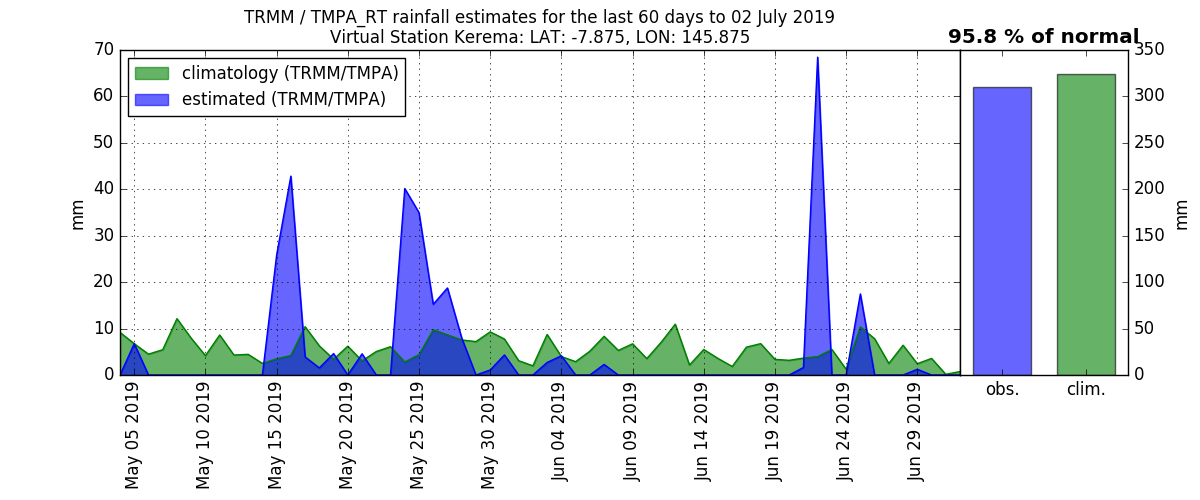 TRMM / TMPA_RT rainfall estimates for the last 60 days to 02 July 2019
Virtual Station Kerema: LAT: -7.875, LON: 145.875
95.8 % of normal
climatology (TRMM/TMPA)
estimated (TRMM/TMPA)
70
60
50
40
30
20
10
0
mm
350
300
250
200
150
100
50
0
mm
May 05 2019
May 10 2019
May 15 2019
May 20 2019
May 25 2019
May 30 2019
Jun 04 2019
Jun 09 2019
Jun 14 2019
Jun 19 2019
Jun 24 2019
Jun 29 2019
obs.
clim.